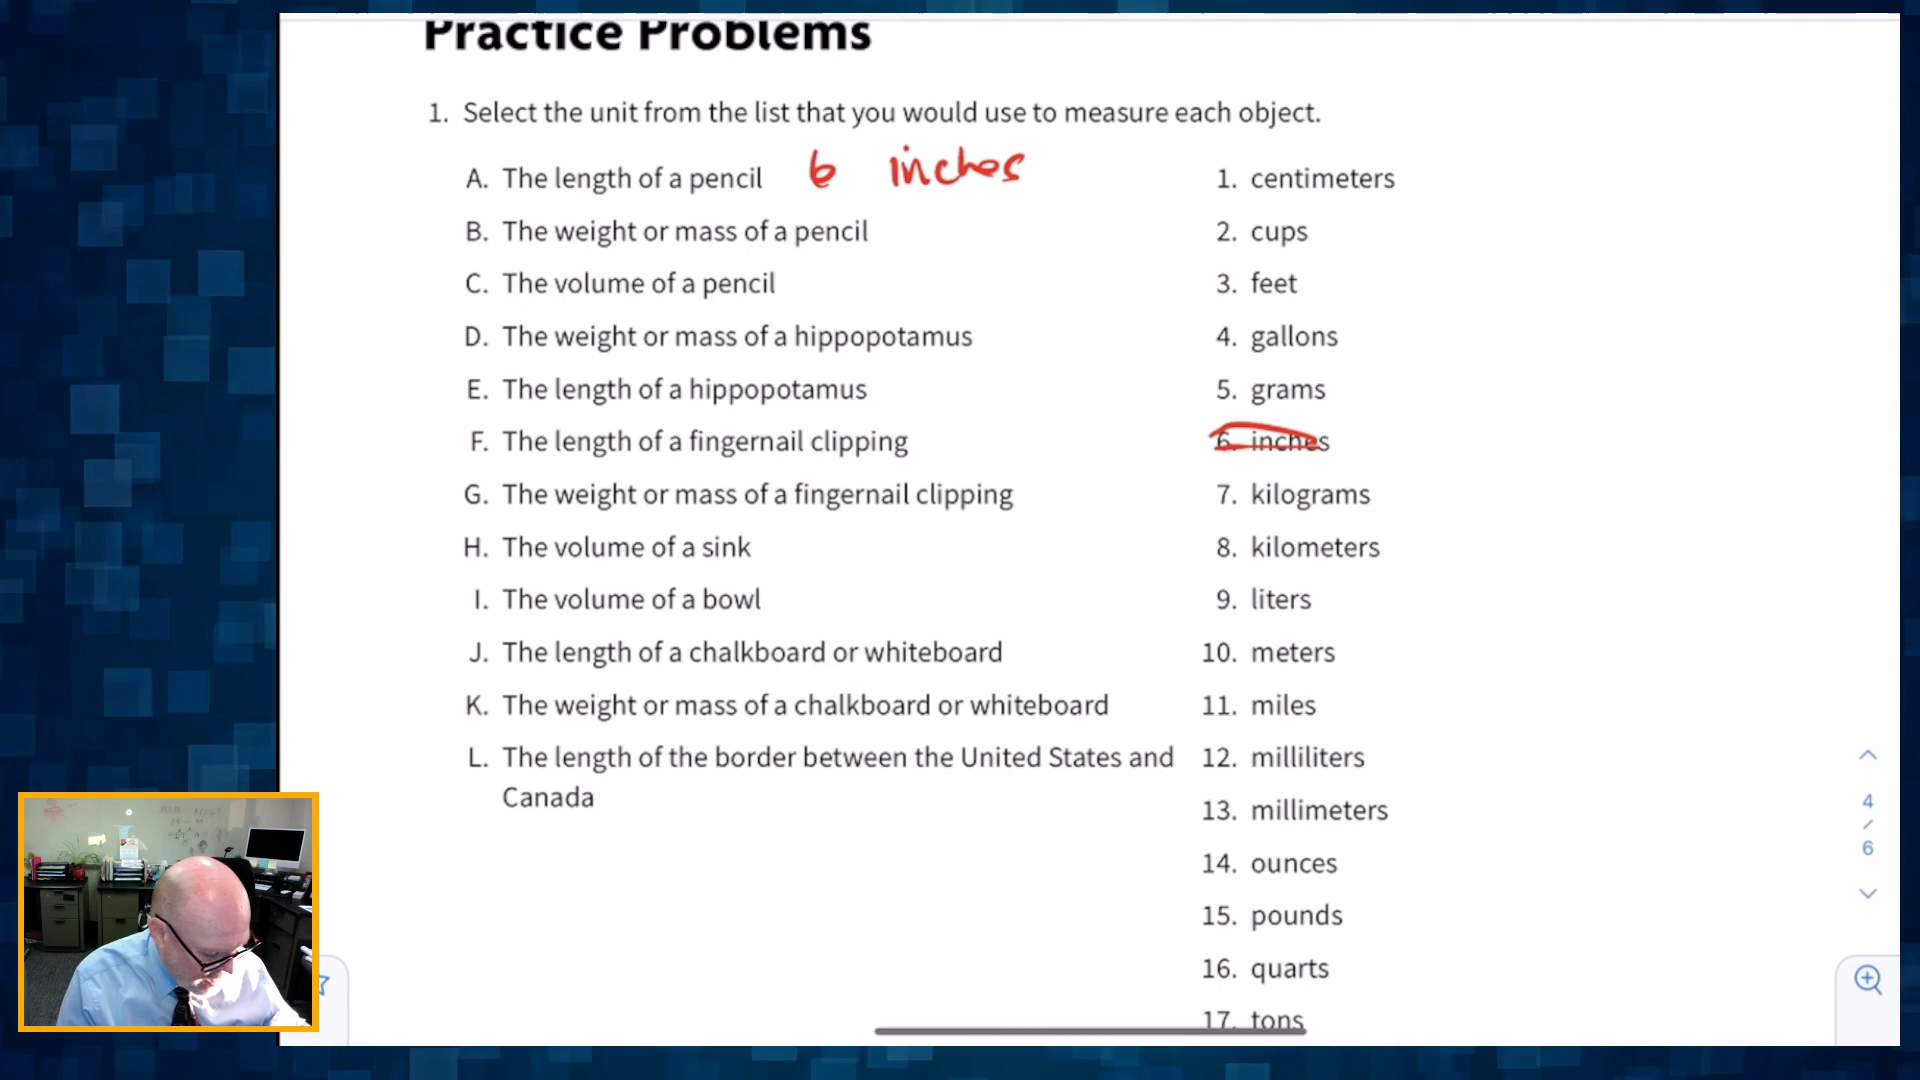 Practice Problems
1. Select the unit from the list that you would use to measure each object.
A. The length of a pencil 6 inches
B. The weight or mass of a pencil
C. The volume of a pencil
D. The weight or mass of a hippopotamus
E. The length of a hippopotamus
F. The length of a fingernail clipping
G. The weight or mass of a fingernail clipping
H. The volume of a sink
I. The volume of a bowl
J. The length of a chalkboard or whiteboard
K. The weight or mass of a chalkboard or whiteboard
L. The length of the border between the United States and
Canada
1. centimeters
2. cups
3. feet
4. gallons
5. grams
6. inches
7. kilograms
8. kilometers
9. liters
10. meters
11. miles
12. milliliters
13. millimeters
14. ounces
15. pounds
16. quarts
17. tons
4
/
6